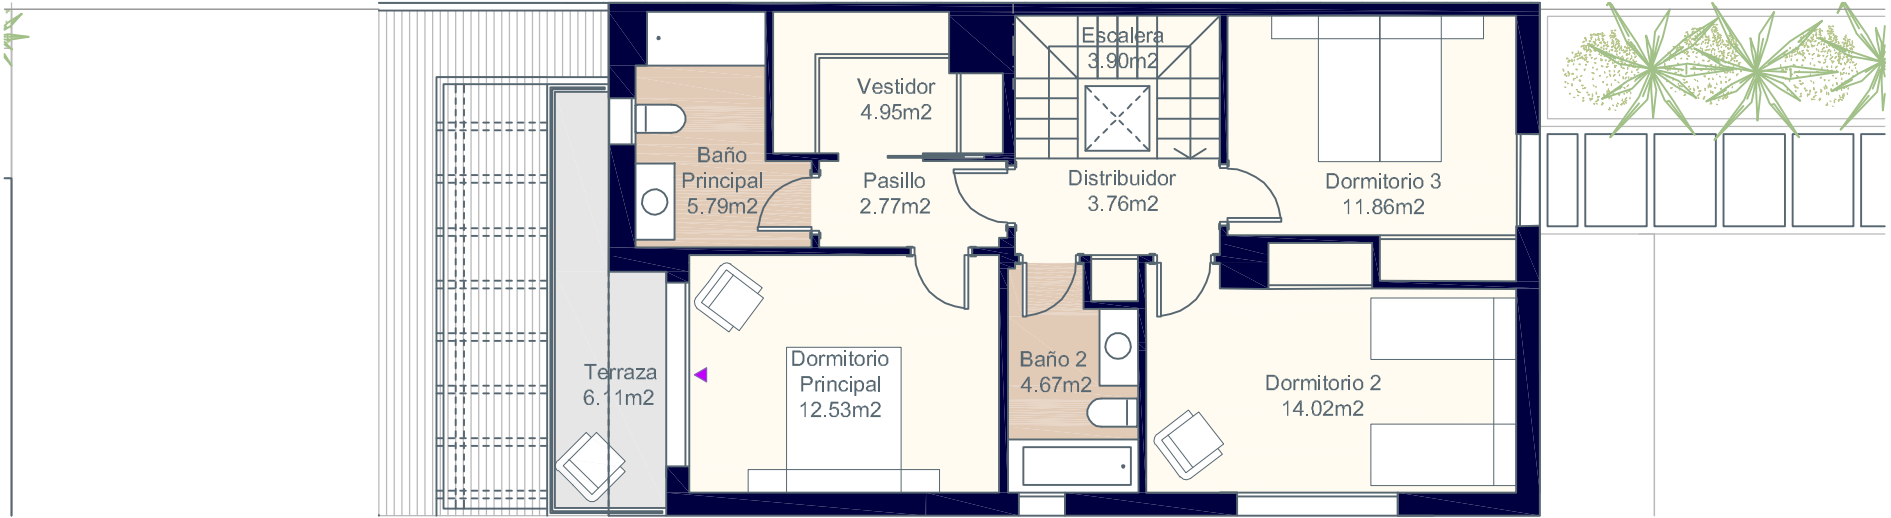 Escalera
3.90m2
Vestidor
4.95m2
Baño
Principal
5.79m2
Pasillo
2.77m2
Distribuidor
3.76m2
Dormitorio 3
11.86m2
Terraza
6.11m2
Dormitorio
Principal
12.53m2
Baño 2
4.67m2
Dormitorio 2
14.02m2